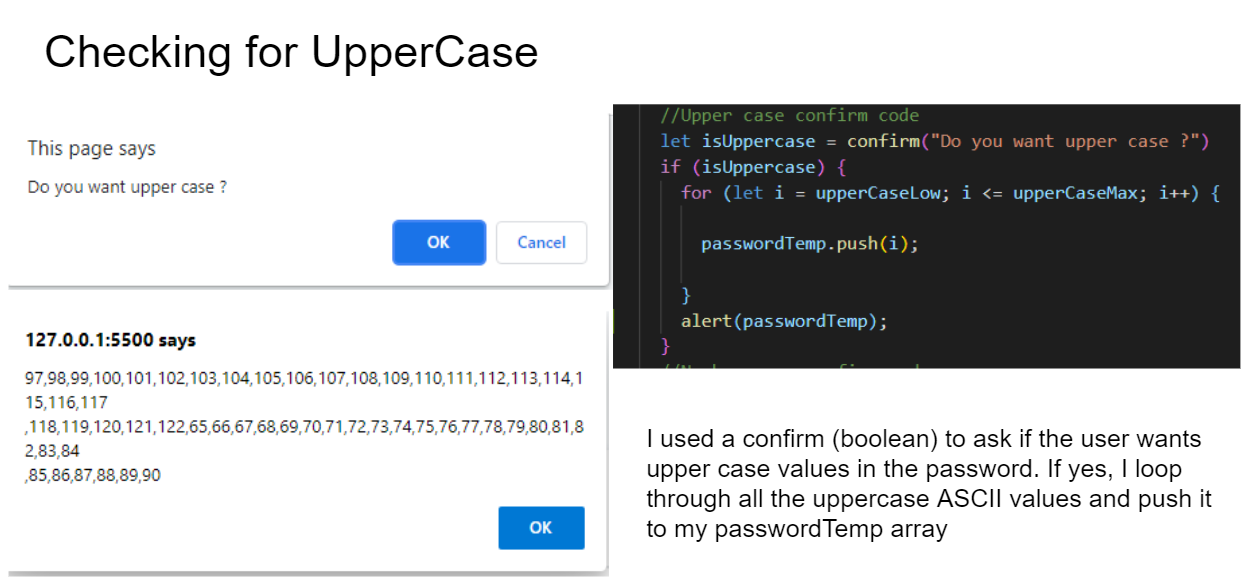 Checking for UpperCase
This page says
Do you want upper case ?
OK
Cancel
127.0.0.1:5500 says
97,98,99,100,101,102,103,104,105,106,107,108,109,110,111,112,113,114,1
15,116,117
,118,119,120,121,122,65,66,67,68,69,70,71,72,73,74,75,76,77,78,79,80,81,8
2,83,84
,85,86,87,88,89,90
OK
//Upper case confirm code
let isUppercase = confirm("Do you want upper case ?")
if (isUppercase) {
for (let i = upperCaseLow; i <= upperCaseMax; i++) {
passwordTemp.push(i);
}
alert(passwordTemp);
}
I used a confirm (boolean) to ask if the user wants
upper case values in the password. If yes, I loop
through all the uppercase ASCII values and push it
to my passwordTemp array